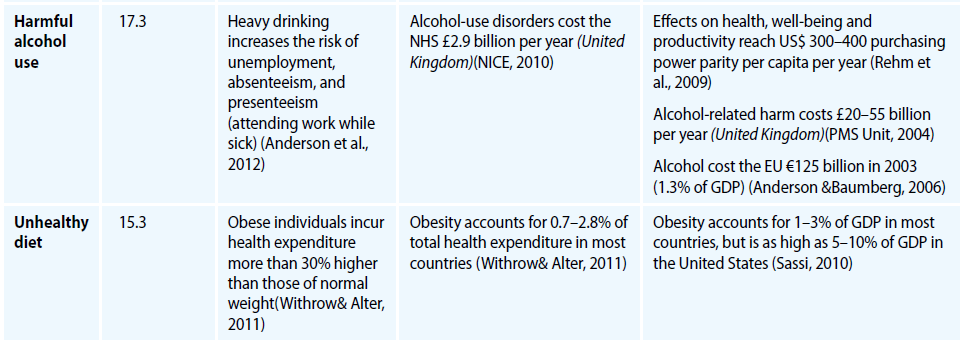 Harmful
alcohol
use
17.3
Heavy drinking
increases the risk of
unemployment,
absenteeism, and
presenteeism
(attending work while
sick) (Anderson et al.,
2012)
Alcohol-use disorders cost the
NHS £2.9 billion per year (United
Kingdom)(NICE, 2010)
Effects on health, well-being and
productivity reach US$ 300–400 purchasing
power parity per capita per year (Rehm et
al., 2009)
Alcohol-related harm costs £20–55 billion
per year (United Kingdom)(PMS Unit, 2004)
Alcohol cost the EU €125 billion in 2003
(1.3% of GDP) (Anderson &Baumberg, 2006)
Unhealthy
diet
15.3
Obese individuals incur
health expenditure
more than 30% higher
than those of normal
weight(Withrow& Alter,
2011)
Obesity accounts for 0.7–2.8% of
total health expenditure in most
countries (Withrow& Alter, 2011)
Obesity accounts for 1–3% of GDP in most
countries, but is as high as 5–10% of GDP in
the United States (Sassi, 2010)